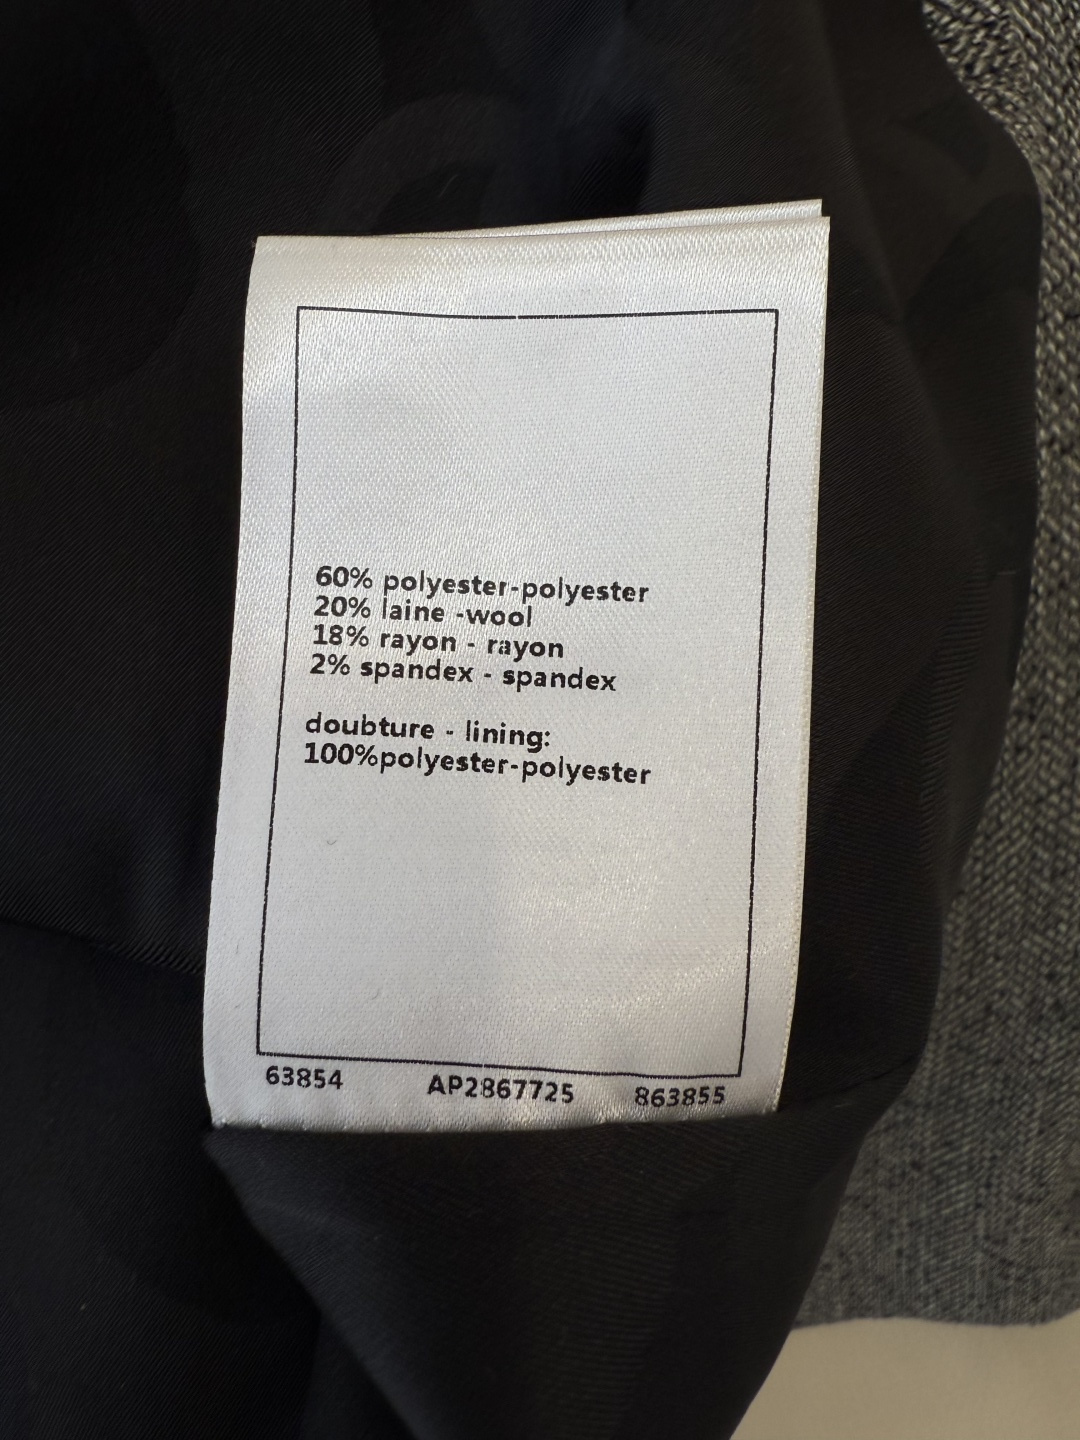 60% polyester-polyester
20% laine -wool
18% rayon - rayon
2% spandex - spandex
doubture - lining:
100%polyester-polyester
63854 AP2867725 863855